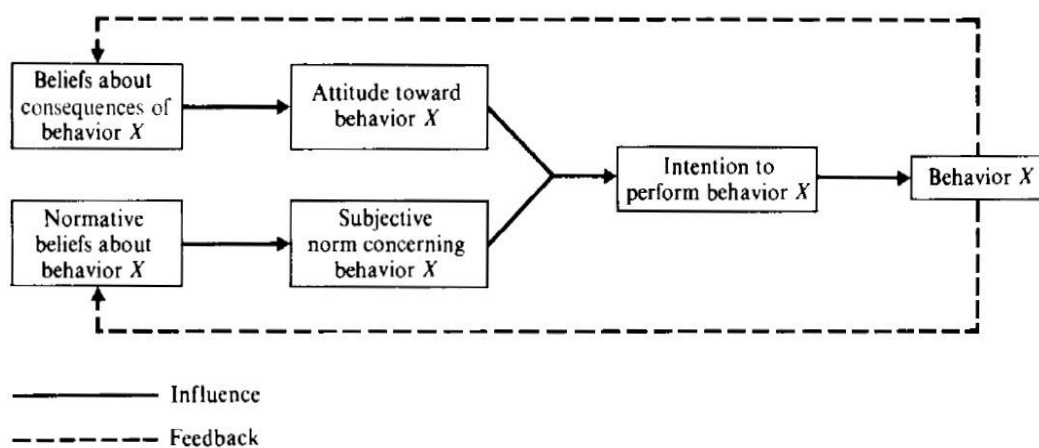 Beliefs about
consequences of
behavior X
Attitude toward
behavior X
Intention to
perform behavior X
Behavior X
Normative
beliefs about
behavior X
Subjective
norm concerning
behavior X
Influence
Feedback